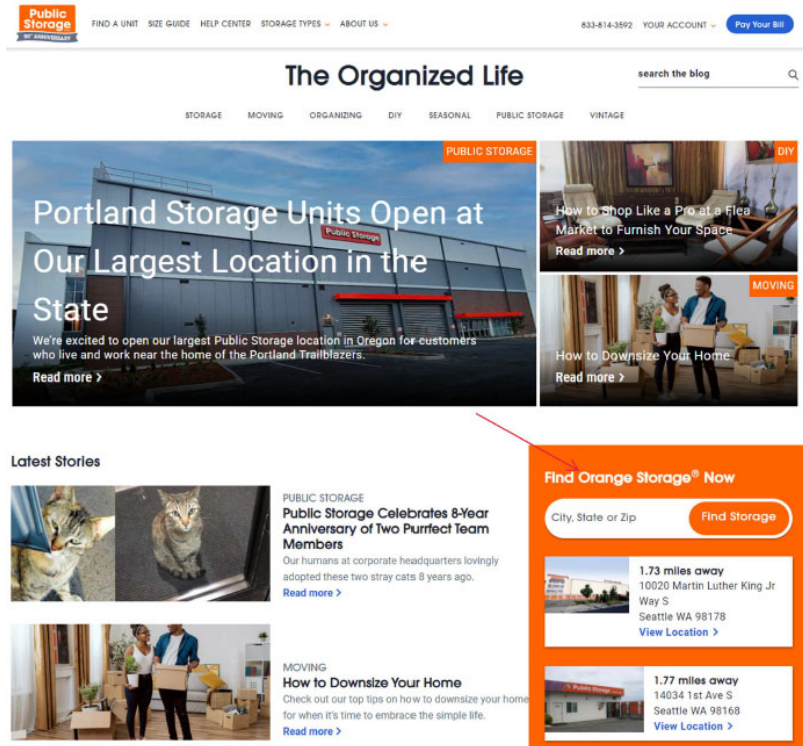 Public
Storage
50th ANNIVERSARY
FIND A UNIT SIZE GUIDE HELP CENTER STORAGE TYPES ABOUT US
833-814-3592 YOUR ACCOUNT Pay Your Bill
The Organized Life
search the blog
STORAGE MOVING ORGANIZING DIY SEASONAL PUBLIC STORAGE VINTAGE
PUBLIC STORAGE
Public Storage
Portland Storage Units Open at
Our Largest Location in the
State
We're excited to open our largest Public Storage location in Oregon for customers
who live and work near the home of the Portland Trailblazers.
Read more >
DIY
How to Shop Like a Pro at a Flea
Market to Furnish Your Space
Read more >
MOVING
How to Downsize Your Home
Read more >
Latest Stories
PUBLIC STORAGE
Public Storage Celebrates 8-Year
Anniversary of Two Purrfect Team
Members
Our humans at corporate headquarters lovingly
adopted these two stray cats 8 years ago.
Read more >
MOVING
How to Downsize Your Home
Check out our top tips on how to downsize your home
for when it's time to embrace the simple life.
Read more >
Find Orange Storage® Now
City, State or Zip Find Storage
1.73 miles away
10020 Martin Luther King Jr
Way S
Seattle WA 98178
View Location >
Public Storage
1.77 miles away
14034 1st Ave S
Seattle WA 98168
View Location >